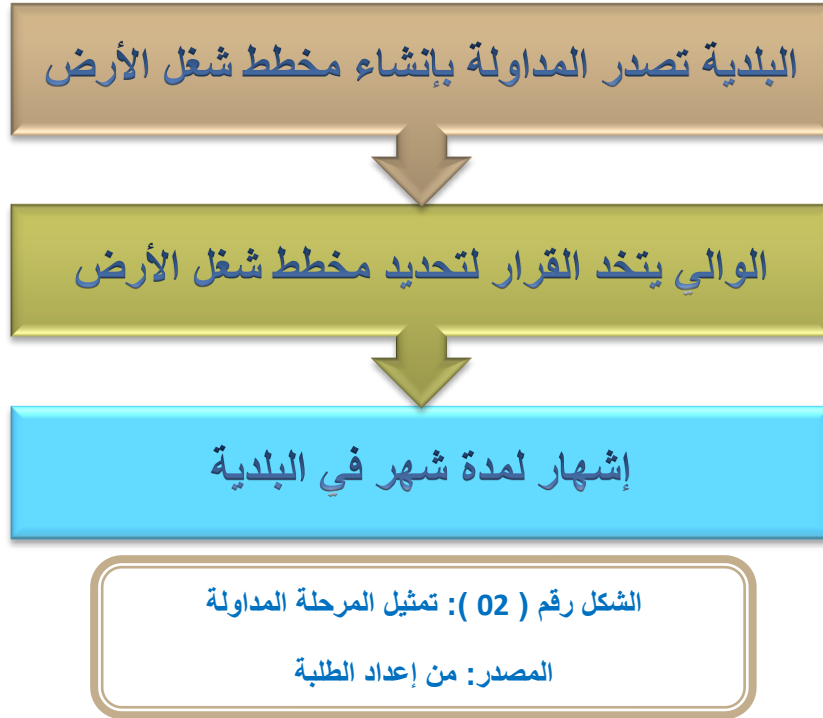 البلدية تصدر المداولة بإنشاء مخطط شغل الأرض
الوالي يتخد القرار لتحديد مخطط شغل الأرض
إشهار لمدة شهر في البلدية
الشكل رقم ( 02 ): تمثيل المرحلة المداولة
المصدر: من إعداد الطلبة